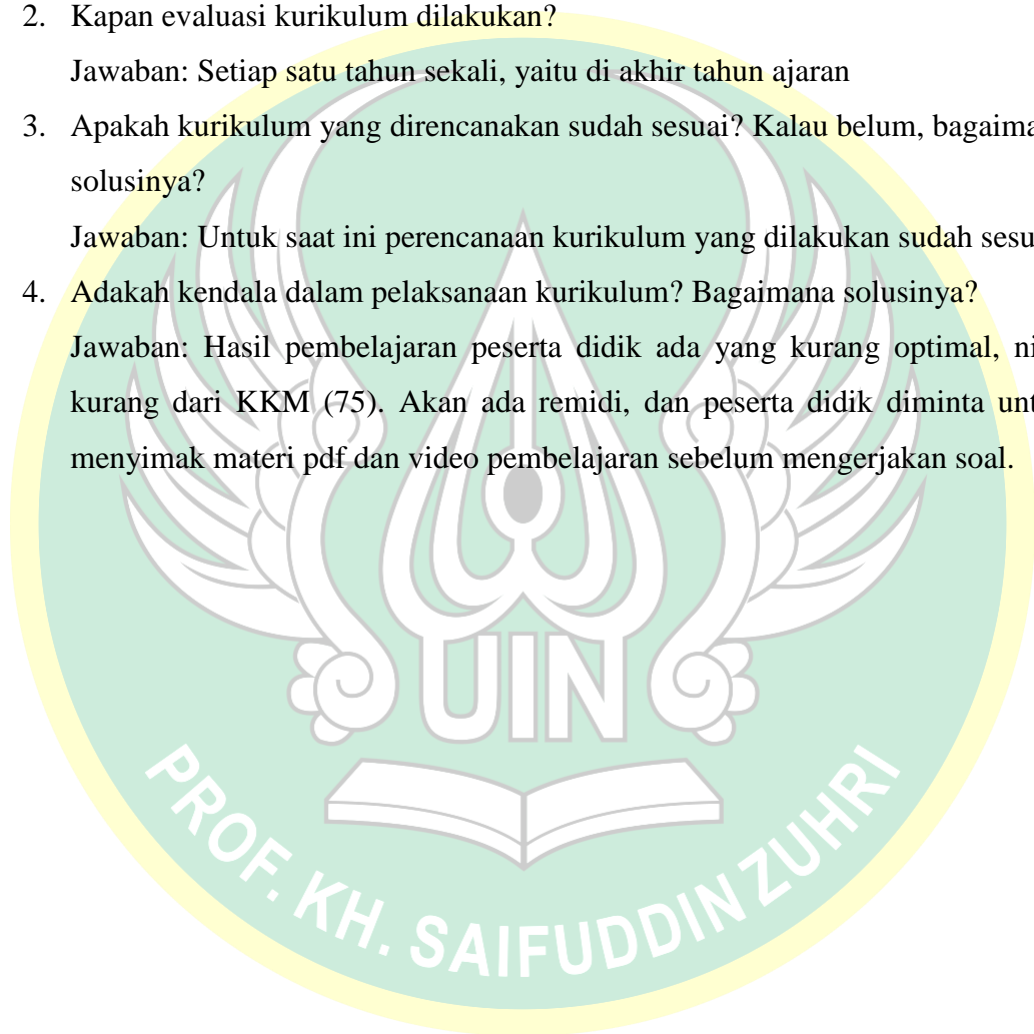 2. Kapan evaluasi kurikulum dilakukan?
Jawaban: Setiap satu tahun sekali, yaitu di akhir tahun ajaran
3. Apakah kurikulum yang direncanakan sudah sesuai? Kalau belum, bagaima
solusinya?
Jawaban: Untuk saat ini perencanaan kurikulum yang dilakukan sudah sesu
4. Adakah kendala dalam pelaksanaan kurikulum? Bagaimana solusinya?
Jawaban: Hasil pembelajaran peserta didik ada yang kurang optimal, ni
kurang dari KKM (75). Akan ada remidi, dan peserta didik diminta unt
menyimak materi pdf dan video pembelajaran sebelum mengerjakan soal.
UIN
PROF. KH. SAIFUDDIN ZUHRI